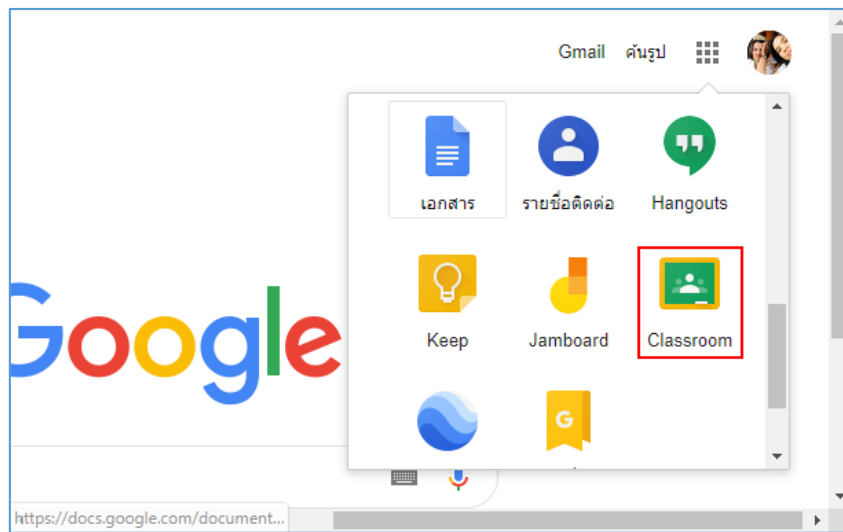 Gmail ค้นรูป
เอกสาร รายชื่อติดต่อ Hangouts
Google
Keep Jamboard Classroom
G
https://docs.google.com/document...